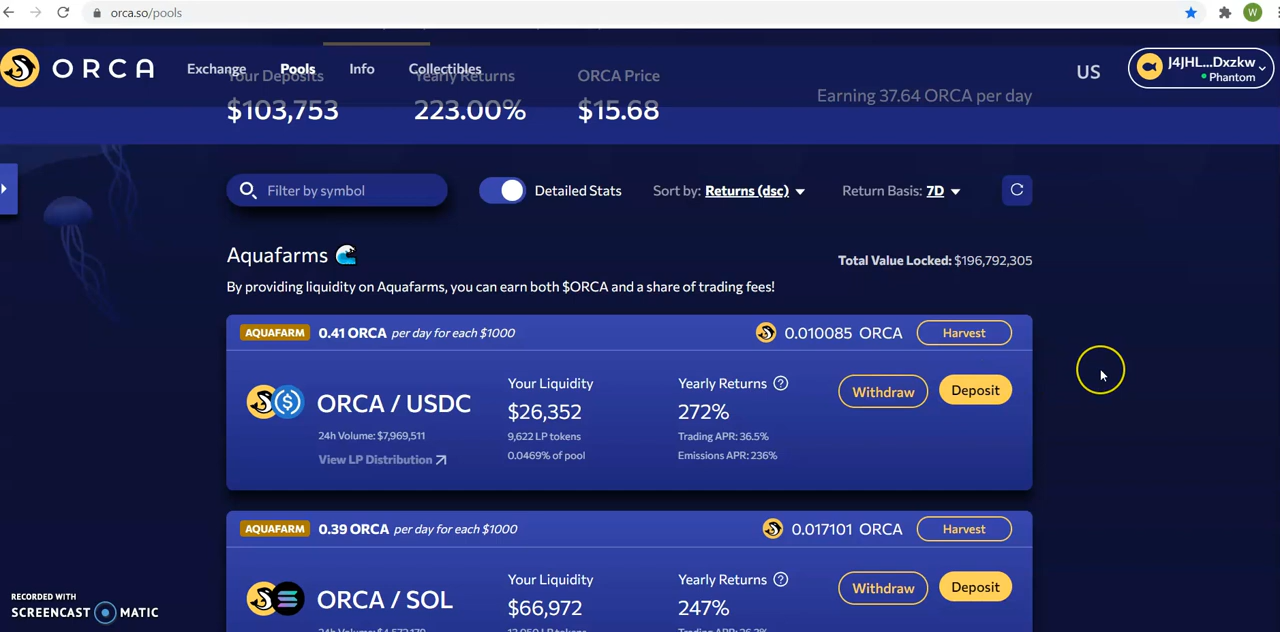 orca.so/pools
W
ORCA
Exchange Pools Info Collectibles
US
J4JHL...Dxzkw
Phantom
Your Deposits Yearly Returns ORCA Price
$103,753 223.00% $15.68
Earning 37.64 ORCA per day
Filter by symbol
Detailed Stats
Sort by: Returns (dsc)
Return Basis: 7D
Aquafarms
Total Value Locked: $196,792,305
By providing liquidity on Aquafarms, you can earn both $ORCA and a share of trading fees!
AQUAFARM 0.41 ORCA per day for each $1000 0.010085 ORCA Harvest
Your Liquidity Yearly Returns ?
ORCA / USDC $26,352 272% Withdraw Deposit
24h Volume: $7,969,511 9,622 LP tokens Trading APR: 36.5%
View LP Distribution 0.0469% of pool Emissions APR: 236%
AQUAFARM 0.39 ORCA per day for each $1000 0.017101 ORCA Harvest
Your Liquidity Yearly Returns ?
ORCA / SOL $66,972 247% Withdraw Deposit
RECORDED WITH
SCREENCAST MATIC